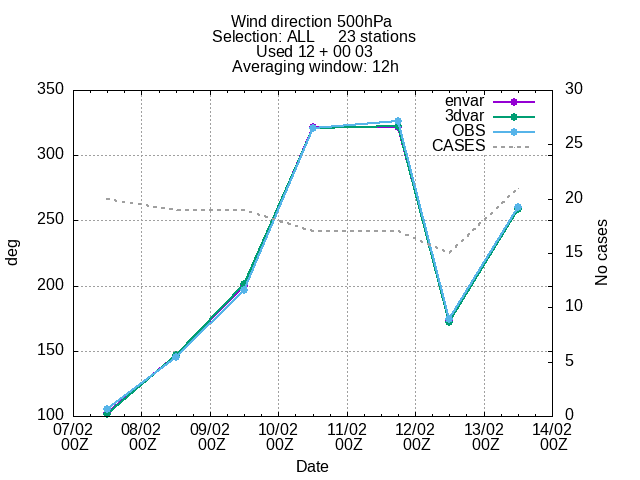 Wind direction 500hPa
Selection: ALL 23 stations
Used 12 + 00 03
Averaging window: 12h
350
300
250
200
150
100
deg
30
25
20
15
10
5
0
No cases
envar
3dvar
OBS
CASES
07/02 08/02 09/02 10/02 11/02 12/02 13/02 14/02
00Z 00Z 00Z 00Z 00Z 00Z 00Z 00Z
Date